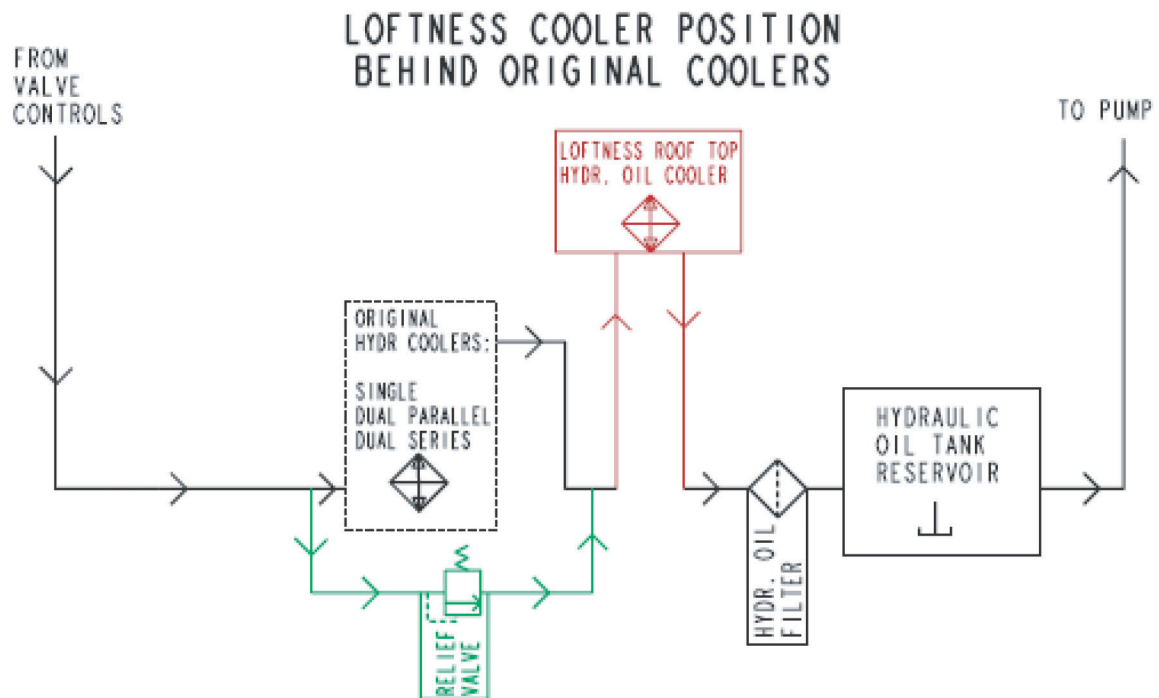 LOFTNESS COOLER POSITION
BEHIND ORIGINAL COOLERS
FROM
VALVE
CONTROLS
TO PUMP
LOFTNESS ROOF TOP
HYDR. OIL COOLER
ORIGINAL
HYDR COOLERS:
SINGLE
DUAL PARALLEL
DUAL SERIES
HYDRAULIC
OIL TANK
RESERVOIR
HYDR. OIL
FILTER
RELIEF
VALVE